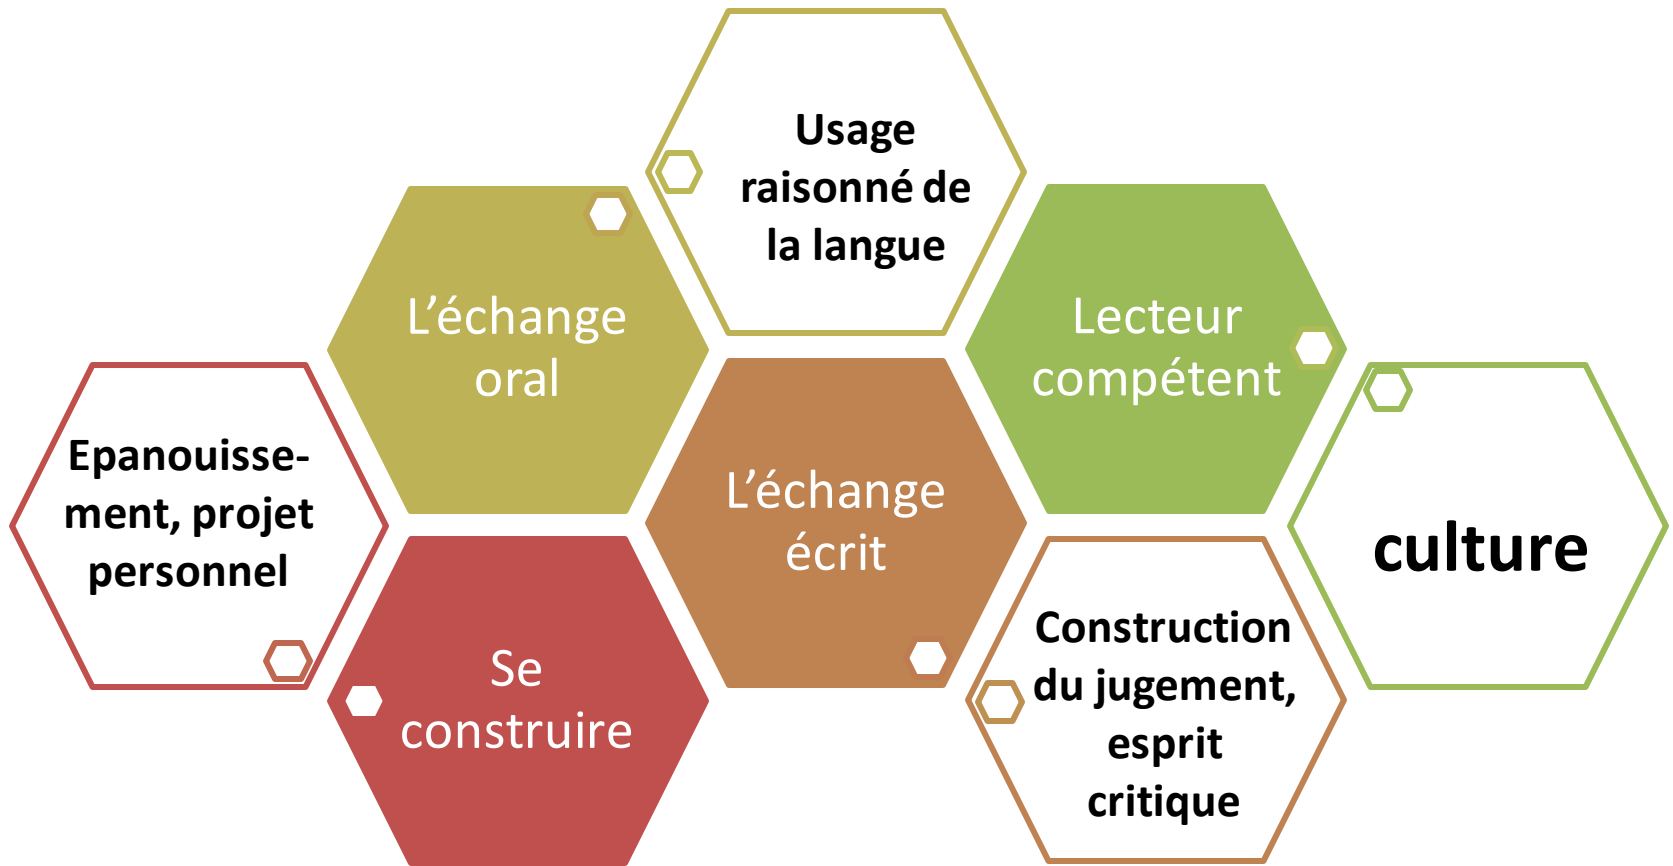 Usage
raisonné de
la langue
L’échange
oral
Lecteur
compétent
Epanouisse-
ment, projet
personnel
L’échange
écrit
culture
Se
construire
Construction
du jugement,
esprit
critique